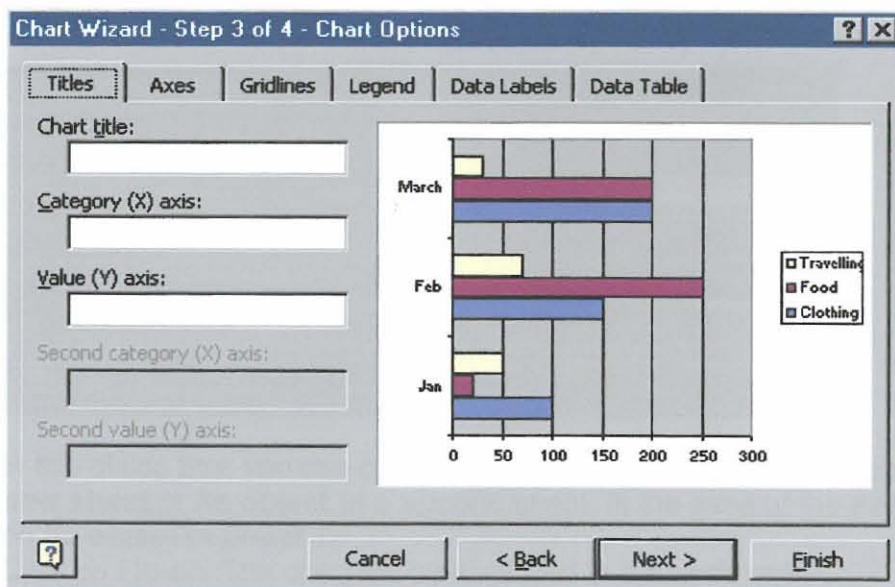 Chart Wizard - Step 3 of 4 - Chart Options
Titles Axes Gridlines Legend Data Labels Data Table
Chart title:
Category (X) axis:
Value (Y) axis:
Second category (X) axis:
Second value (Y) axis:
March
Feb
Jan
0 50 100 150 200 250 300
Travelling
Food
Clothing
Cancel < Back Next > Finish